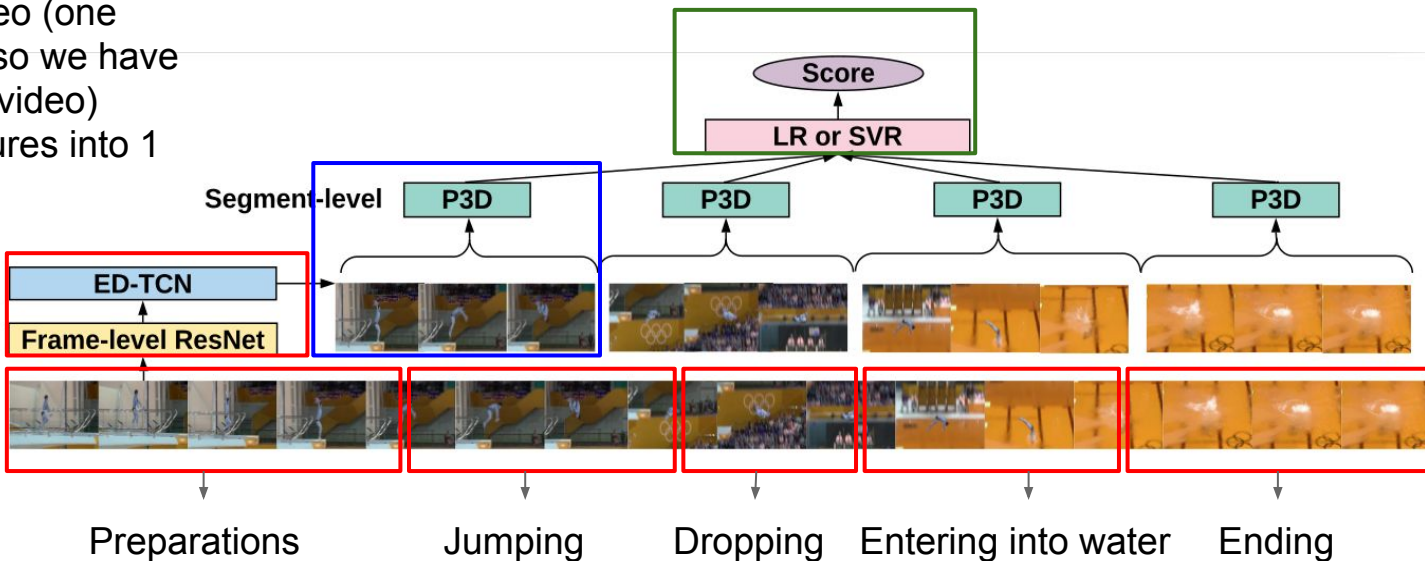 eo (one
so we have
video)
ures into 1
Score
LR or SVR
Segment-level
P3D
P3D
P3D
P3D
ED-TCN
Frame-level ResNet
Preparations
Jumping
Dropping
Entering into water
Ending